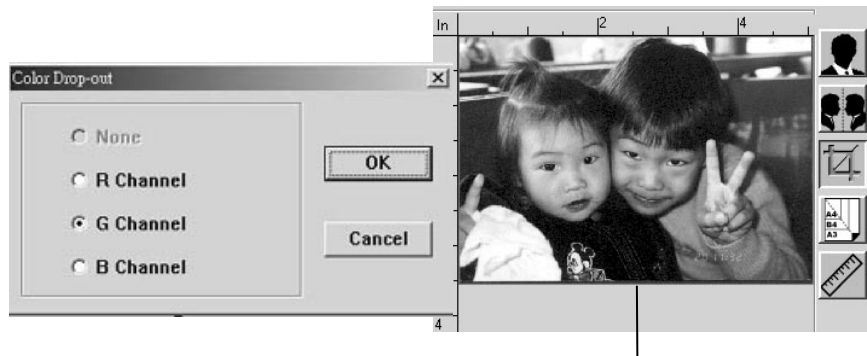 Color Drop-out
None
R Channel
G Channel
B Channel
OK
Cancel
In
2
4
4
A4
B4
A3